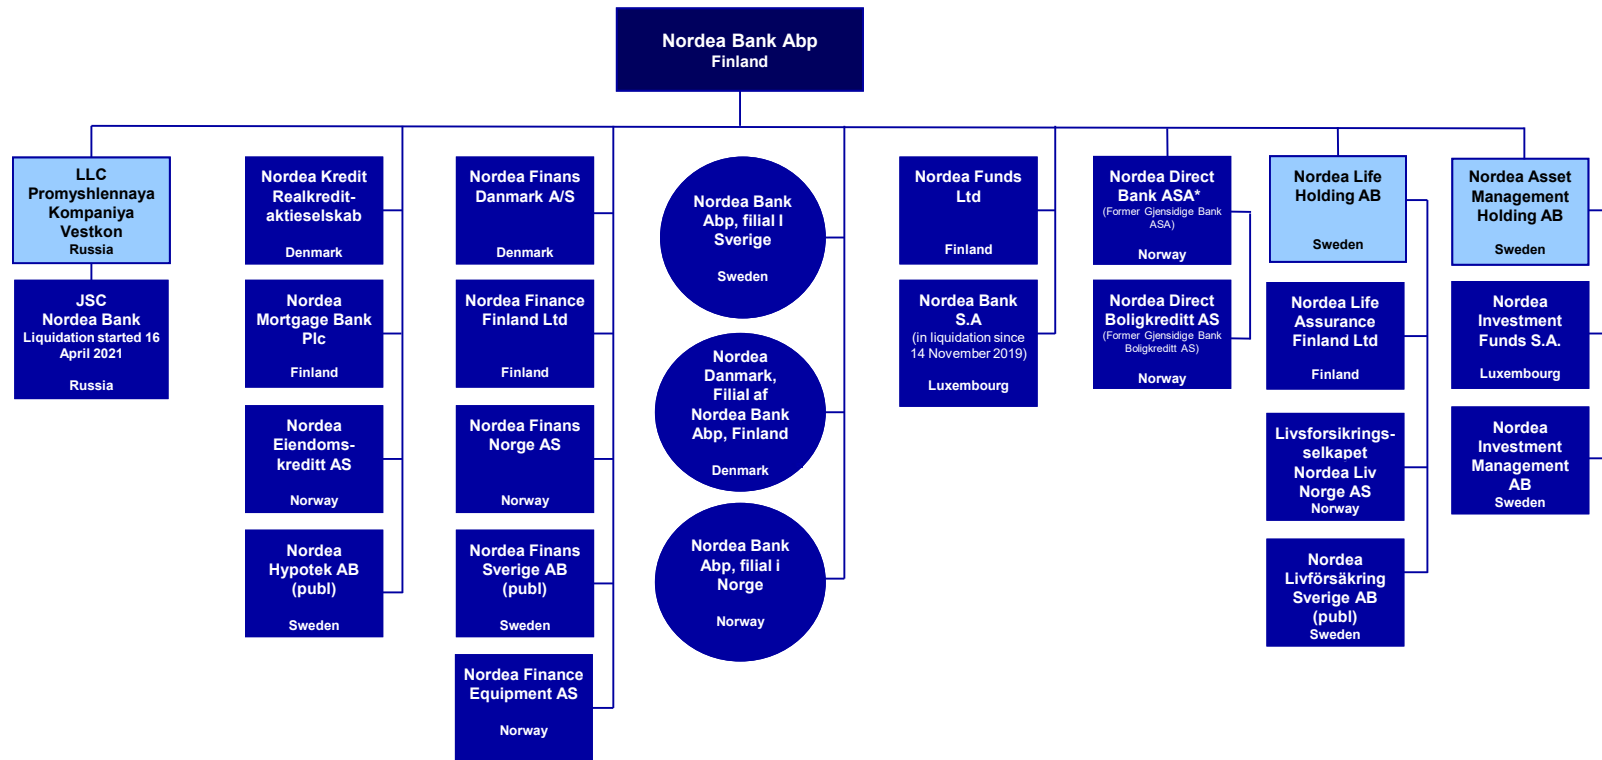 Nordea Bank Abp
Finland
LLC
Promyshlennaya
Kompaniya
Vestkon
Russia
JSC
Nordea Bank
Liquidation started 16
April 2021
Russia
Nordea Kredit
Realkredit-
aktieselskab
Denmark
Nordea
Mortgage Bank
Plc
Finland
Nordea
Eiendoms-
kreditt AS
Norway
Nordea
Hypotek AB
(publ)
Sweden
Nordea Finans
Danmark A/S
Denmark
Nordea Finance
Finland Ltd
Finland
Nordea Finans
Norge AS
Norway
Nordea Finans
Sverige AB
(publ)
Sweden
Nordea Finance
Equipment AS
Norway
Nordea Bank
Abp, filial I
Sverige
Sweden
Nordea
Danmark,
Filial af
Nordea Bank
Abp, Finland
Denmark
Nordea Bank
Abp, filial i
Norge
Norway
Nordea Funds
Ltd
Finland
Nordea Bank
S.A
(in liquidation since
14 November 2019)
Luxembourg
Nordea Direct
Bank ASA*
(Former Gjensidige Bank
ASA)
Norway
Nordea Direct
Boligkreditt AS
(Former Gjensidige Bank
Boligkreditt AS)
Norway
Nordea Life
Holding AB
Sweden
Nordea Life
Assurance
Finland Ltd
Finland
Livsforsikrings-
selkapet
Nordea Liv
Norge AS
Norway
Nordea
Livförsäkring
Sverige AB
(publ)
Sweden
Nordea Asset
Management
Holding AB
Sweden
Nordea
Investment
Funds S.A.
Luxembourg
Nordea
Investment
Management
AB
Sweden